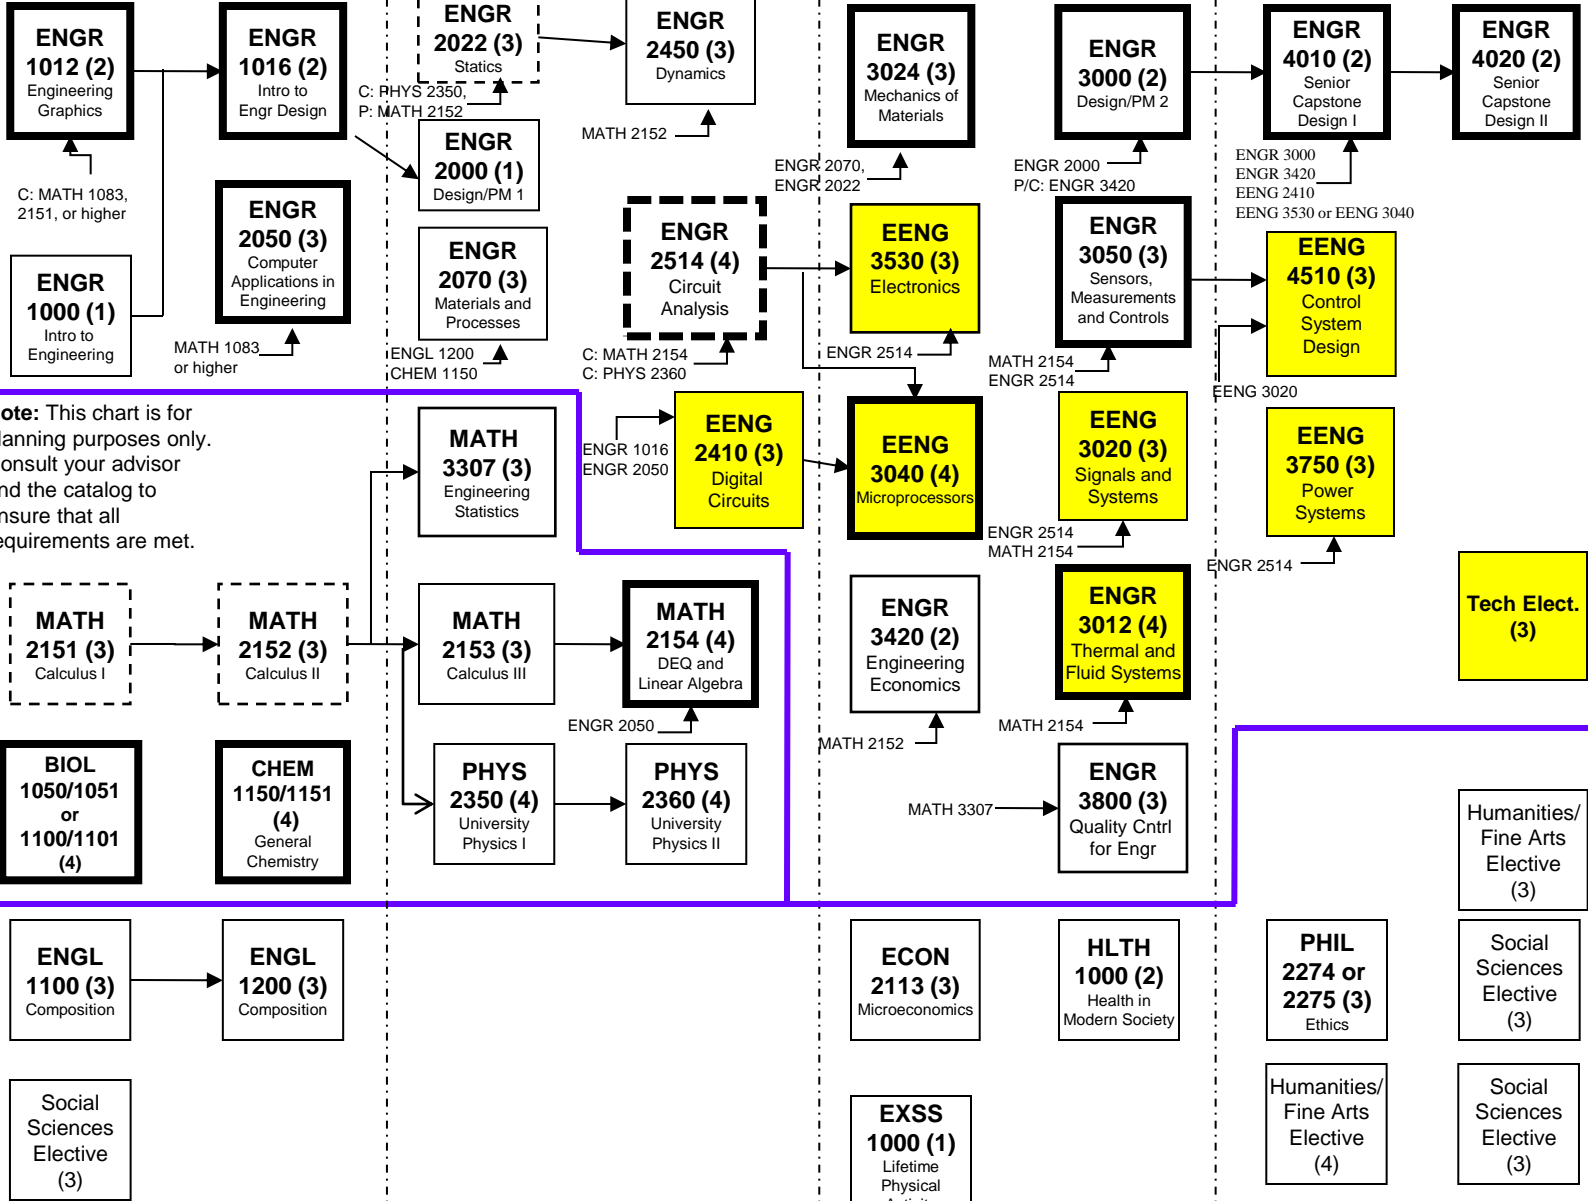 ENGR
1012 (2)
Engineering
Graphics
C: MATH 1083,
2151, or higher
ENGR
1000 (1)
Intro to
Engineering
ENGR
1016 (2)
Intro to
Engr Design
ENGR
2050 (3)
Computer
Applications in
Engineering
MATH 1083
or higher
ENGR
2022 (3)
Statics
C: PHYS 2350,
P: MATH 2152
ENGR
2000 (1)
Design/PM 1
ENGR
2070 (3)
Materials and
Processes
ENGL 1200
CHEM 1150
ENGR
2450 (3)
Dynamics
MATH 2152
ENGR
2514 (4)
Circuit
Analysis
C: MATH 2154
C: PHYS 2360
ENGR
3024 (3)
Mechanics of
Materials
ENGR 2070,
ENGR 2022
EENG
3530 (3)
Electronics
ENGR 2514
ENGR
3000 (2)
Design/PM 2
ENGR 2000
P/C: ENGR 3420
ENGR
3050 (3)
Sensors,
Measurements
and Controls
MATH 2154
ENGR 2514
ENGR
4010 (2)
Senior
Capstone
Design I
ENGR 3000
ENGR 3420
EENG 2410
EENG 3530 or EENG 3040
ENGR
4020 (2)
Senior
Capstone
Design II
EENG
4510 (3)
Control
System
Design
EENG 3020
ote: This chart is for
lanning purposes only.
onsult your advisor
nd the catalog to
nsure that all
equirements are met.
MATH
3307 (3)
Engineering
Statistics
ENGR 1016
ENGR 2050
EENG
2410 (3)
Digital
Circuits
EENG
3040 (4)
Microprocessors
EENG
3020 (3)
Signals and
Systems
ENGR 2514
MATH 2154
EENG
3750 (3)
Power
Systems
ENGR 2514
Tech Elect.
(3)
MATH
2151 (3)
Calculus I
MATH
2152 (3)
Calculus II
MATH
2153 (3)
Calculus III
MATH
2154 (4)
DEQ and
Linear Algebra
ENGR 2050
ENGR
3420 (2)
Engineering
Economics
MATH 2152
ENGR
3012 (4)
Thermal and
Fluid Systems
MATH 2154
BIOL
1050/1051
or
1100/1101
(4)
CHEM
1150/1151
(4)
General
Chemistry
PHYS
2350 (4)
University
Physics I
PHYS
2360 (4)
University
Physics II
MATH 3307
ENGR
3800 (3)
Quality Cntrl
for Engr
Humanities/
Fine Arts
Elective
(3)
ENGL
1100 (3)
Composition
ENGL
1200 (3)
Composition
ECON
2113 (3)
Microeconomics
HLTH
1000 (2)
Health in
Modern Society
PHIL
2274 or
2275 (3)
Ethics
Social
Sciences
Elective
(3)
Social
Sciences
Elective
(3)
EXSS
1000 (1)
Lifetime
Physical
Humanities/
Fine Arts
Elective
(4)
Social
Sciences
Elective
(3)